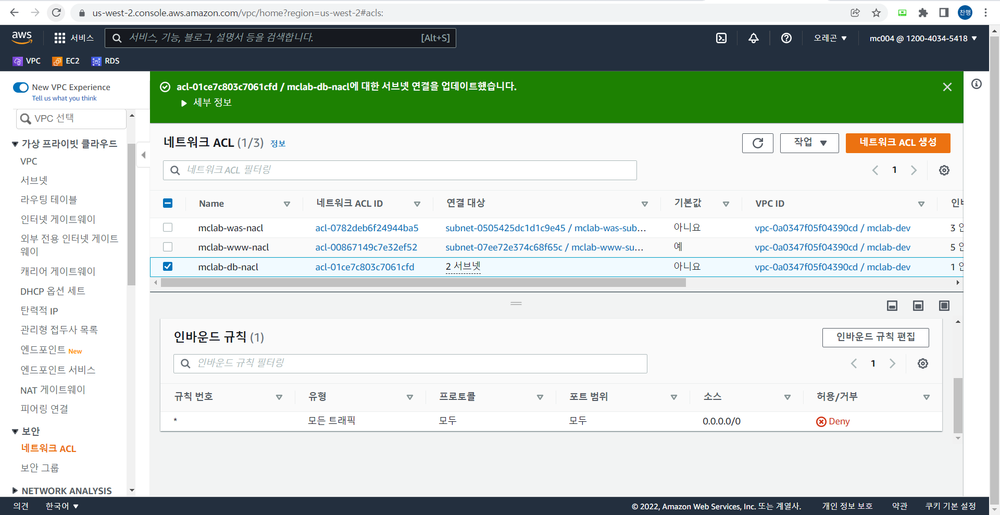 us-west-2.console.aws.amazon.com/vpc/home?region=us-west-2#acls:
찬행
aws
서비스
서비스, 기능, 블로그, 설명서 등을 검색합니다.
[Alt+S]
오레곤
mc004 @ 1200-4034-5418
VPC
EC2
RDS
New VPC Experience
Tell us what you think
VPC 선택
가상 프라이빗 클라우드
VPC
서브넷
라우팅 테이블
인터넷 게이트웨이
외부 전용 인터넷 게이트
웨이
캐리어 게이트웨이
DHCP 옵션 세트
탄력적 IP
관리형 접두사 목록
엔드포인트 New
엔드포인트 서비스
NAT 게이트웨이
피어링 연결
보안
네트워크 ACL
보안 그룹
NETWORK ANALYSIS
acl-01ce7c803c7061cfd / mclab-db-nacl에 대한 서브넷 연결을 업데이트했습니다.
세부 정보
네트워크 ACL (1/3) 정보
작업
네트워크 ACL 생성
네트워크 ACL 필터링
1
Name 네트워크 ACL ID 연결 대상 기본값 VPC ID
mclab-was-nacl acl-0782deb6f24944ba5 subnet-0505425dc1d1c9e45 / mclab-was-sub... 아니요 vpc-0a0347f05f04390cd / mclab-dev 3
mclab-www-nacl acl-00867149c7e32ef52 subnet-07ee72e374c68f65c / mclab-www-su... 예 vpc-0a0347f05f04390cd / mclab-dev 5
mclab-db-nacl acl-01ce7c803c7061cfd 2 서브넷 아니요 vpc-0a0347f05f04390cd / mclab-dev 1
인바운드 규칙 (1)
인바운드 규칙 편집
인바운드 규칙 필터링
1
규칙 번호 유형 프로토콜 포트 범위 소스 허용/거부
* 모든 트래픽 모두 모두 0.0.0.0/0 Deny
의견
한국어
© 2022, Amazon Web Services, Inc. 또는 계열사.
개인 정보 보호
약관
쿠키 기본 설정